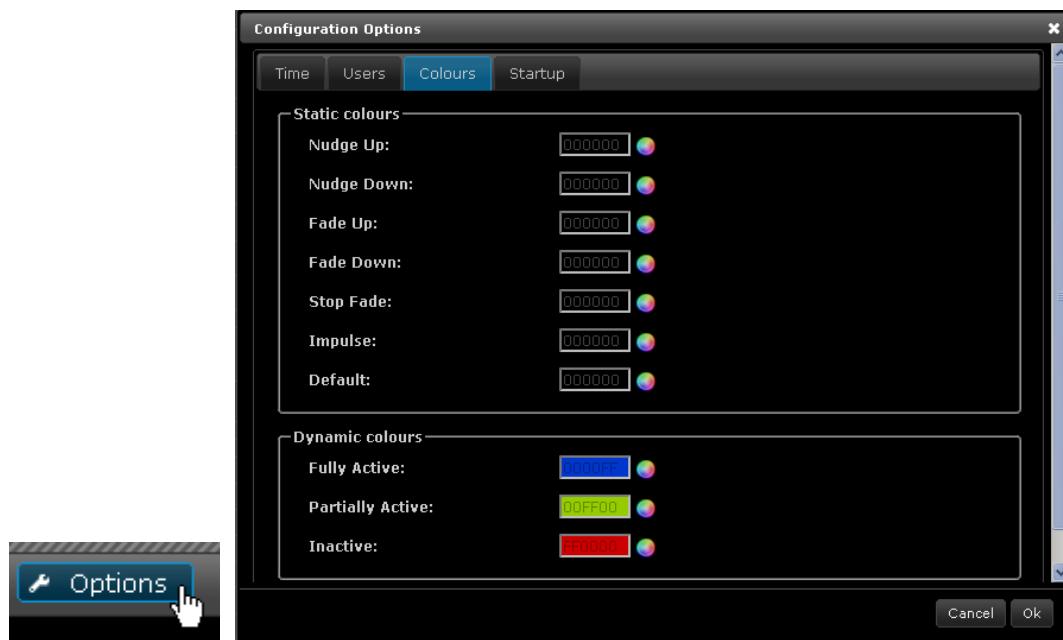 Configuration Options
Time Users Colours Startup
Static colours
Nudge Up: 000000
Nudge Down: 000000
Fade Up: 000000
Fade Down: 000000
Stop Fade: 000000
Impulse: 000000
Default: 000000
Dynamic colours
Fully Active: 0000FF
Partially Active: 00FF00
Inactive: FF0000
Options
Cancel Ok